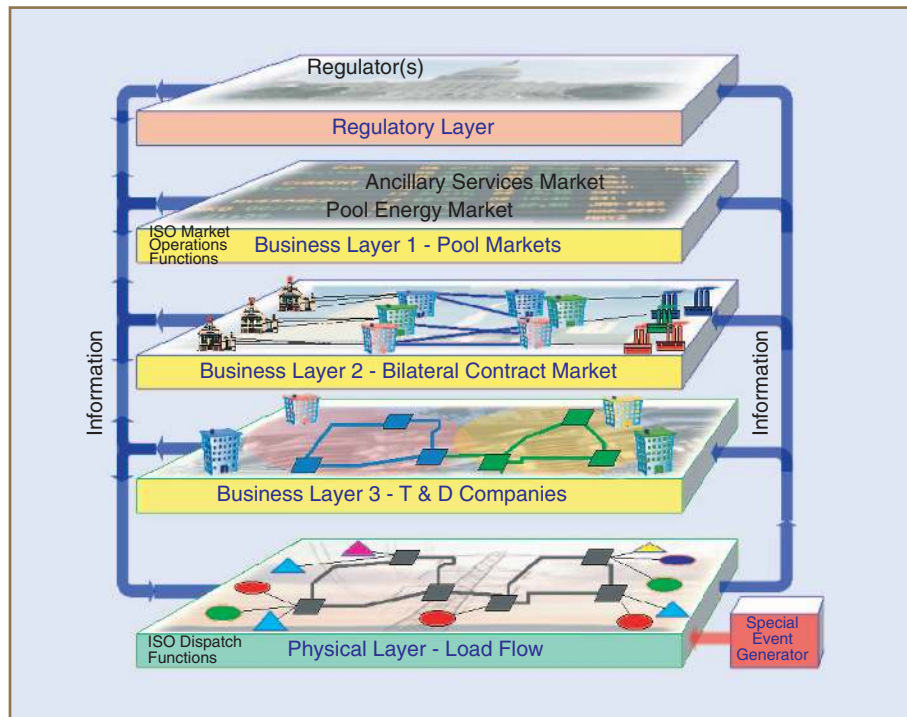 Regulator(s)
Regulatory Layer
Ancillary Services Market
Pool Energy Market
ISO Market
Operations
Functions
Business Layer 1 - Pool Markets
Business Layer 2 - Bilateral Contract Market
Information
Information
Business Layer 3 - T & D Companies
ISO Dispatch
Functions
Physical Layer - Load Flow
Special
Event
Generator